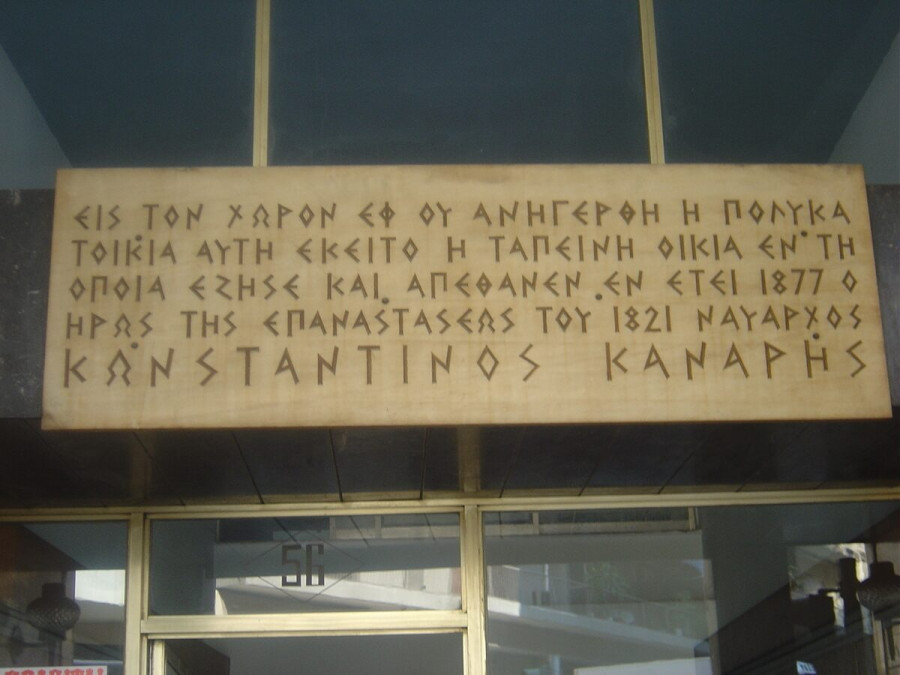 ΕΙΣ ΤΟΝ ΧΩΡΟΝ ΕΦ ΟΥ ΑΝΗΓΕΡΘΗ Η ΠΟΛΥΚΑ
ΤΟΙΚΙΑ ΑΥΤΗ ΕΚΕΙΤΟ Η ΤΑΠΕΙΝΗ ΟΙΚΙΑ ΕΝ ΤΗ
ΟΠΟΙΑ ΕΖΗΣΕ ΚΑΙ ΑΠΕΘΑΝΕΝ ΕΝ ΕΤΕΙ 1877 Ο
ΗΡΩΣ ΤΗΣ ΕΠΑΝΑΣΤΑΣΕΩΣ ΤΟΥ 1821 ΝΑΥΑΡΧΟΣ
ΚΩΝΣΤΑΝΤΙΝΟΣ ΚΑΝΑΡΗΣ
56